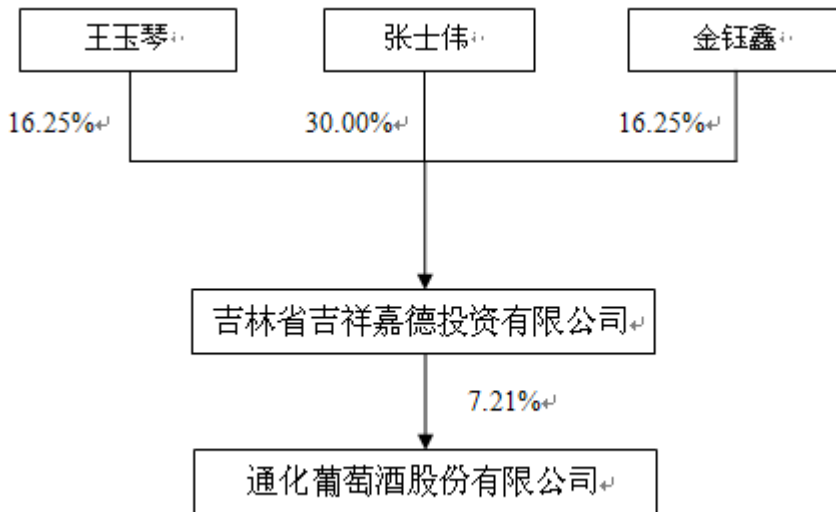 王玉琴
张士伟
金钰鑫
16.25%
30.00%
16.25%
吉林省吉祥嘉德投资有限公司
7.21%
通化葡萄酒股份有限公司